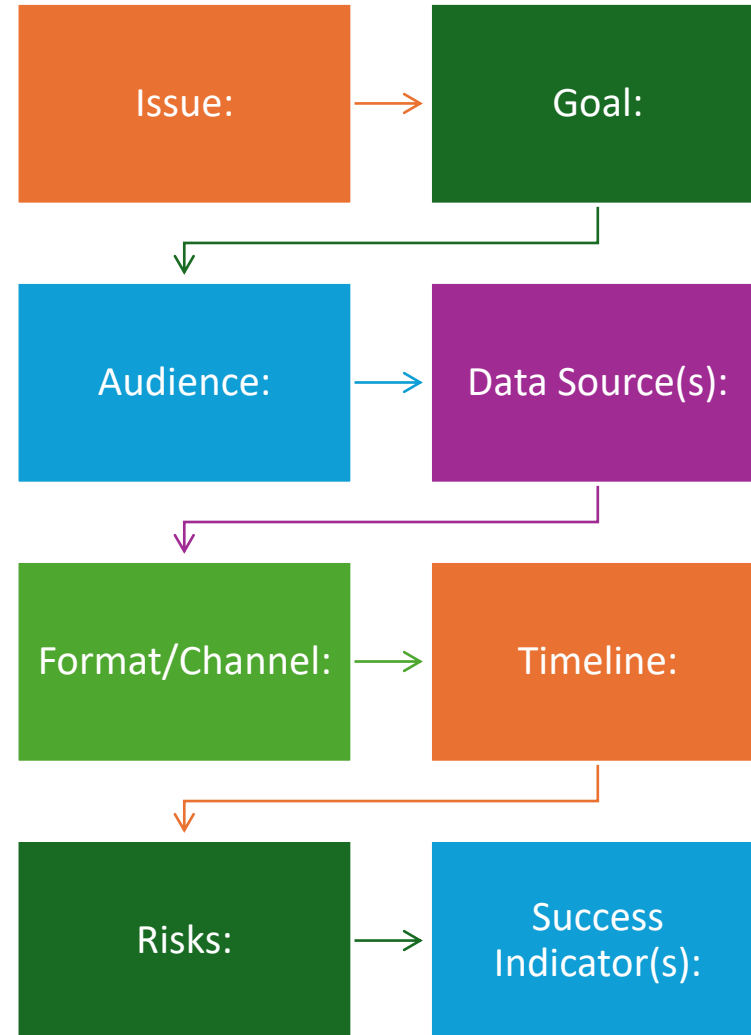 Issue:
Goal:
Audience:
Data Source(s):
Format/Channel:
Timeline:
Risks:
Success
Indicator(s):